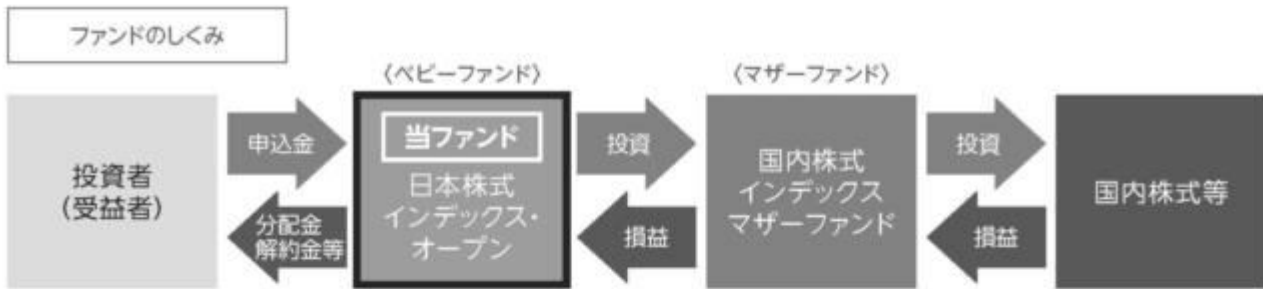 ファンドのしくみ
〈ベビーファンド〉
〈マザーファンド〉
投資者
(受益者)
申込金
分配金
解約金等
当ファンド
日本株式
インデックス・
オープン
投資
損益
国内株式
インデックス
マザーファンド
投資
損益
国内株式等